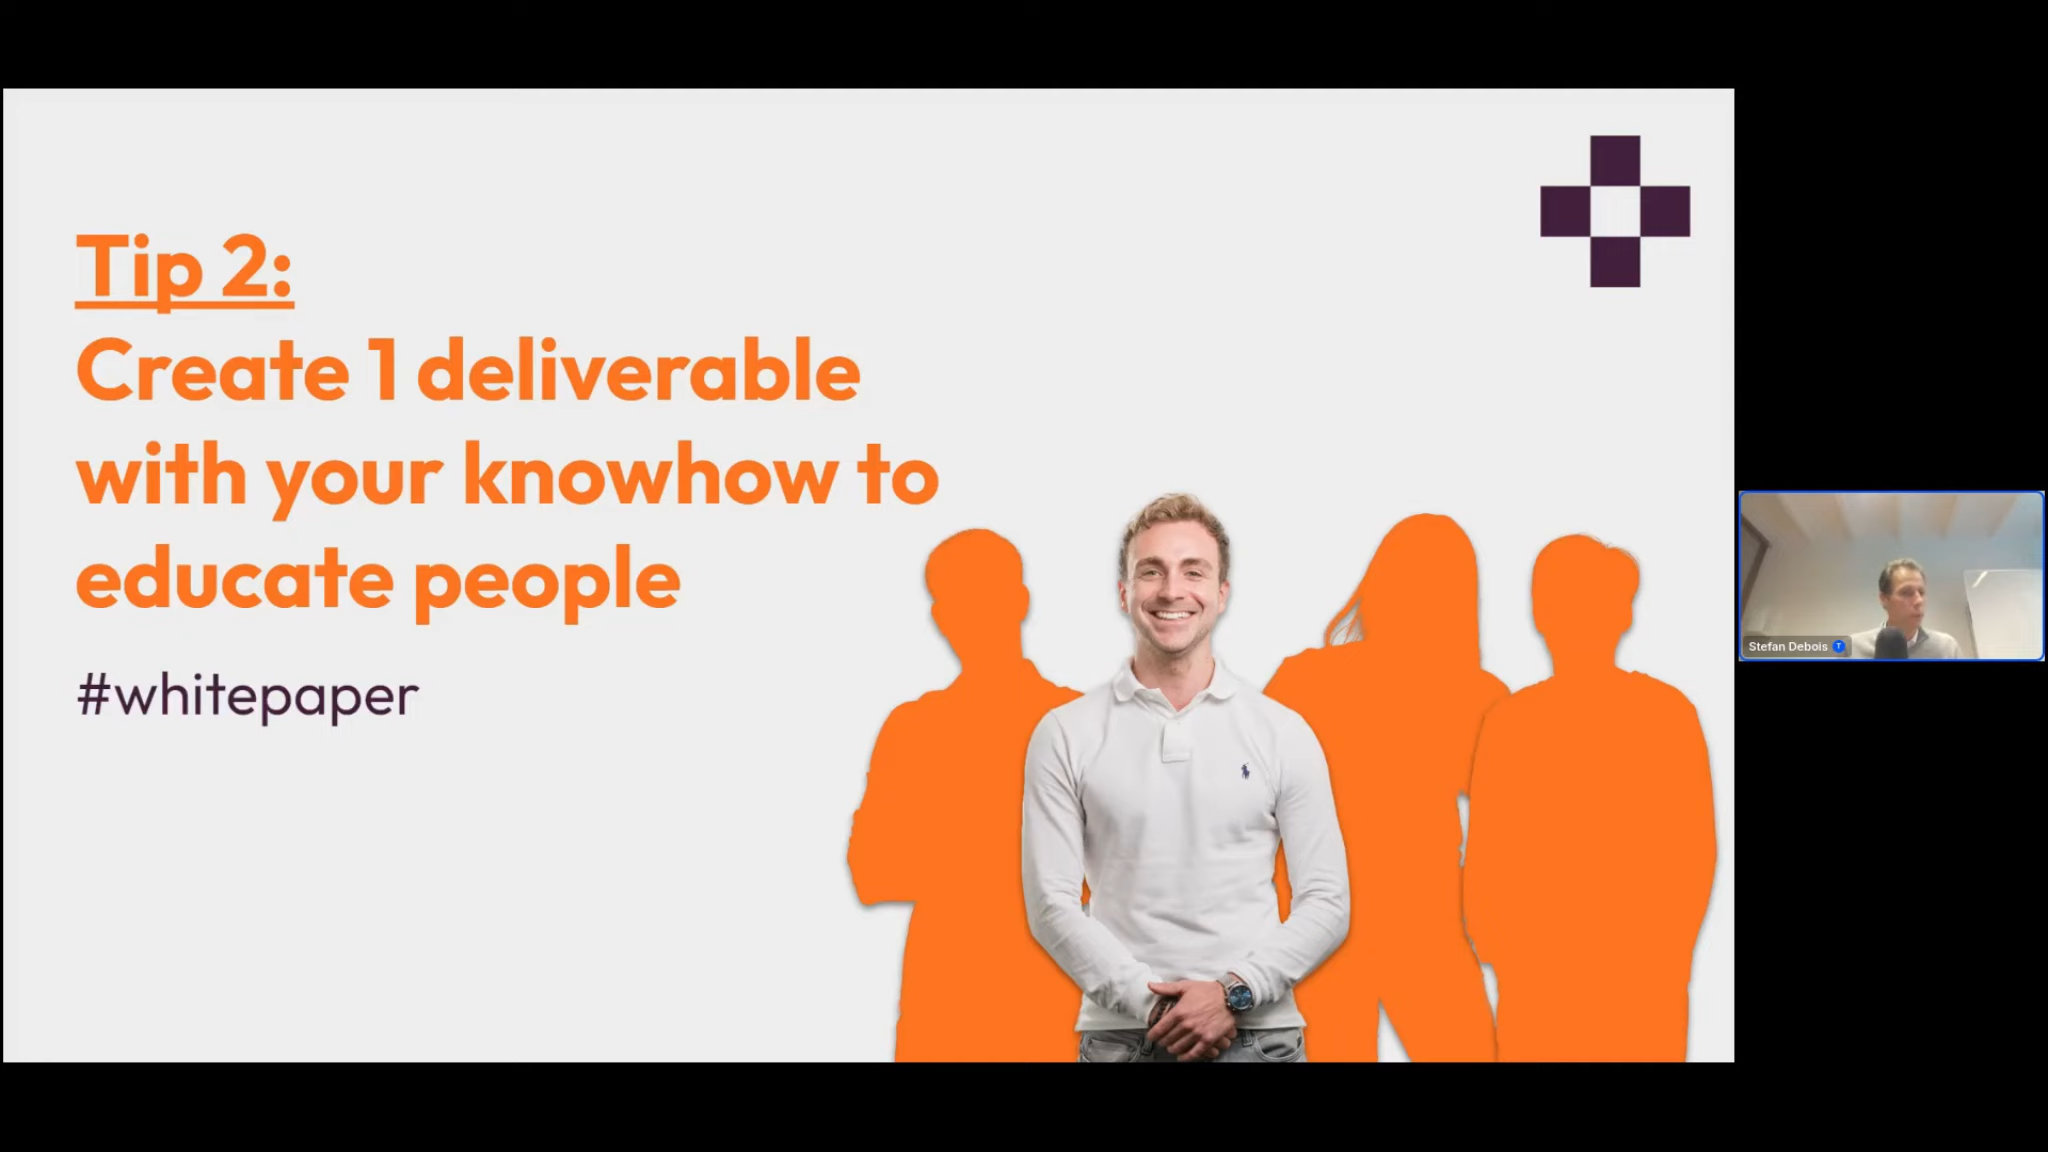 Tip 2:
Create 1 deliverable
with your knowhow to
educate people
#whitepaper
Stefan Debois T